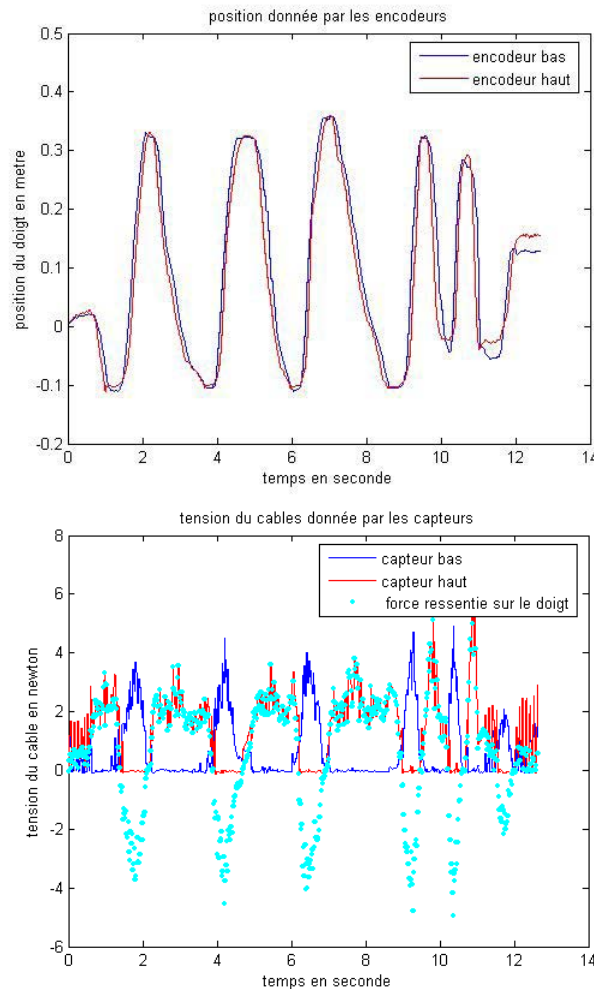 position donnée par les encodeurs
0.5
0.4
0.3
0.2
0.1
0
-0.1
-0.2
encodeur bas
encodeur haut
position du doigt en metre
0 2 4 6 8 10 12 14
temps en seconde
tension du cables donnée par les capteurs
8
6
4
2
0
-2
-4
-6
capteur bas
capteur haut
force ressentie sur le doigt
tension du cable en newton
0 2 4 6 8 10 12 14
temps en seconde